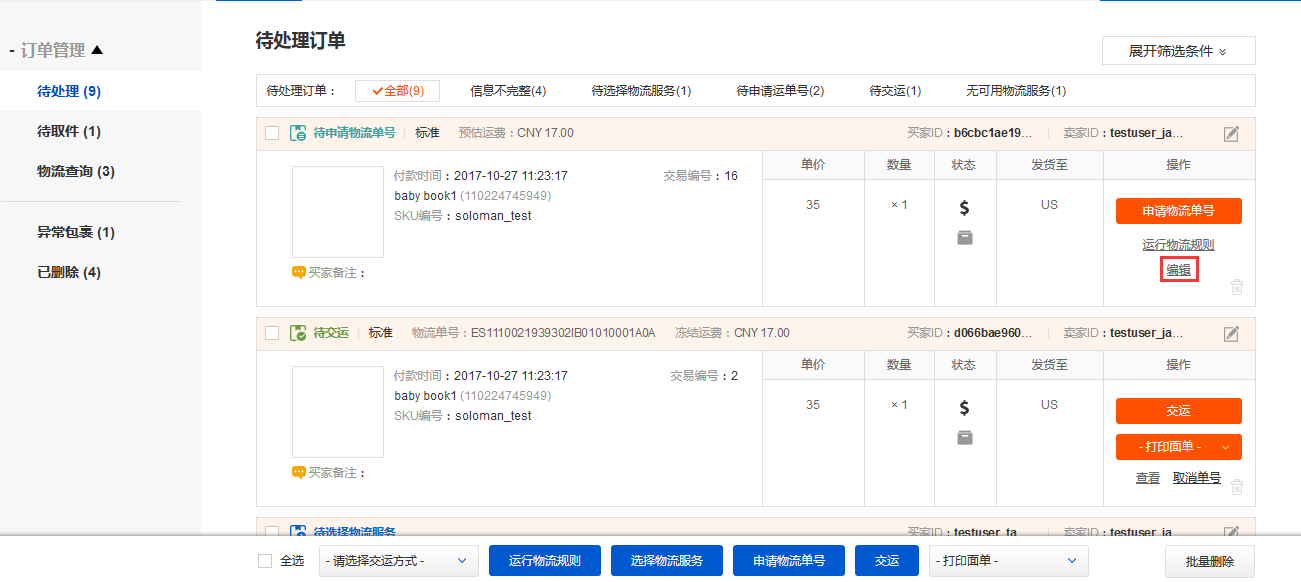 - 订单管理 ▲
待处理 (9)
待取件 (1)
物流查询 (3)
异常包裹 (1)
已删除 (4)
待处理订单
展开筛选条件
待处理订单： 全部(9) 信息不完整(4) 待选择物流服务(1) 待申请运单号(2) 待交运(1) 无可用物流服务(1)
待申请物流单号 标准 预估运费：CNY 17.00 买家ID：b6cbc1ae19... 卖家ID：testuser_ja...
单价 数量 状态 发货至 操作
付款时间：2017-10-27 11:23:17 交易编号：16
baby book1 (110224745949)
SKU编号：soloman_test
35 × 1 $ US
申请物流单号
运行物流规则
编辑
买家备注：
待交运 标准 物流单号：ES1110021939302IB01010001A0A 冻结运费：CNY 17.00 买家ID：d066bae960... 卖家ID：testuser_ja...
单价 数量 状态 发货至 操作
付款时间：2017-10-27 11:23:17 交易编号：2
baby book1 (110224745949)
SKU编号：soloman_test
35 × 1 $ US
交运
- 打印面单 -
查看 取消单号
买家备注：
待选择物流服务 买家ID：testuser_ta... 卖家ID：testuser_ja...
全选 - 请选择交运方式 - 运行物流规则 选择物流服务 申请物流单号 交运 - 打印面单 - 批量删除